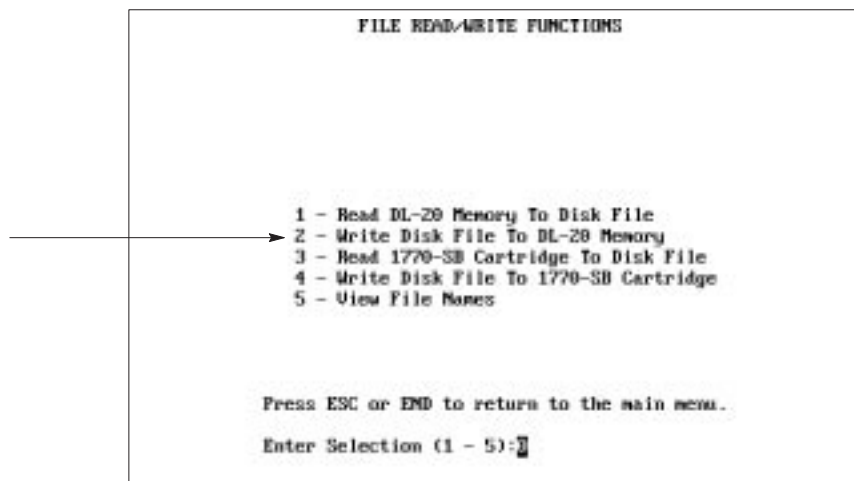 FILE READ/WRITE FUNCTIONS
1 - Read DL-20 Memory To Disk File
2 - Write Disk File To DL-20 Memory
3 - Read 1770-SB Cartridge To Disk File
4 - Write Disk File To 1770-SB Cartridge
5 - View File Names
Press ESC or END to return to the main menu.
Enter Selection (1 - 5):